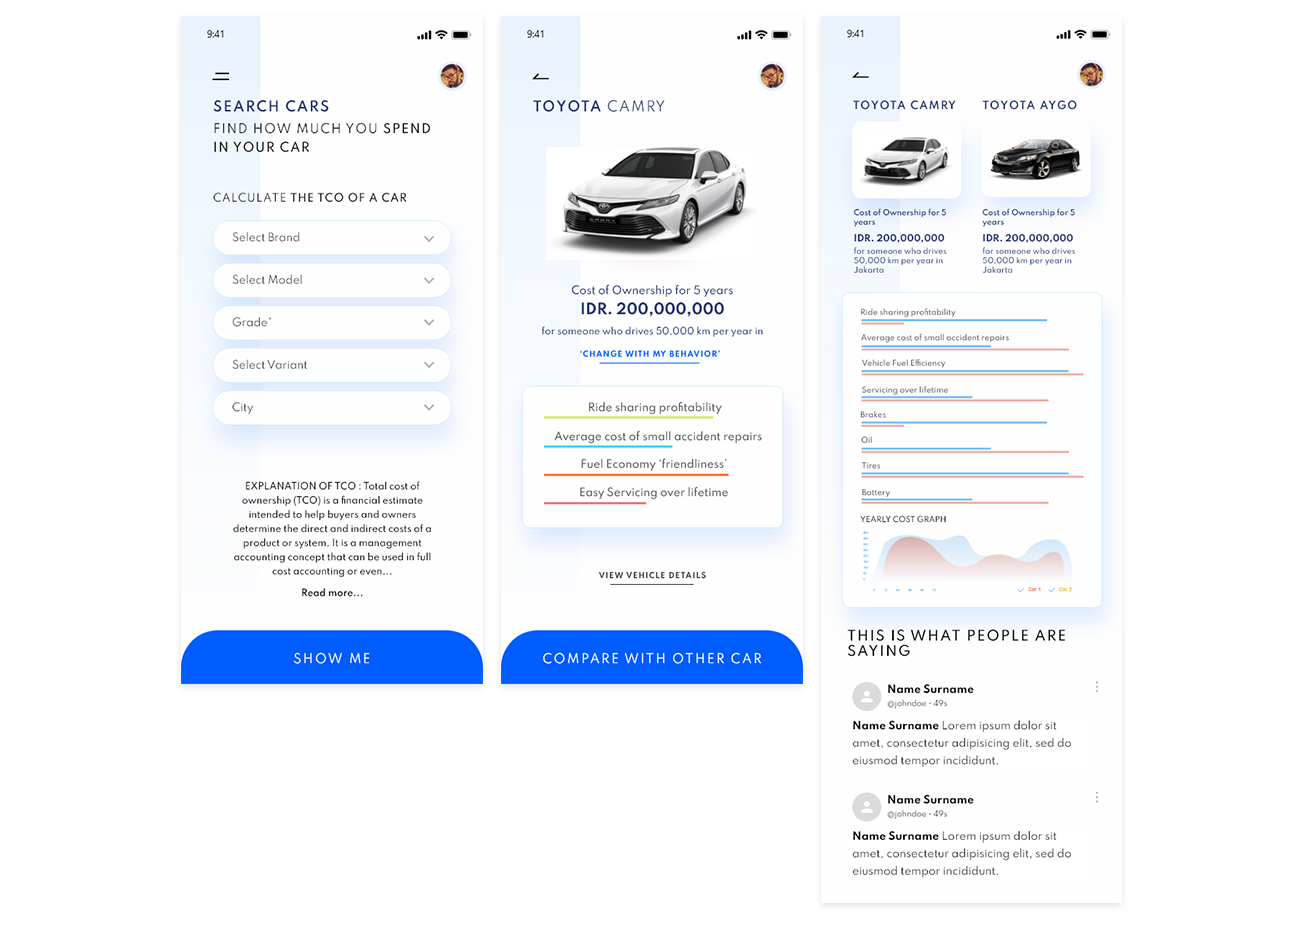 9:41
SEARCH CARS
FIND HOW MUCH YOU SPEND
IN YOUR CAR
CALCULATE THE TCO OF A CAR
Select Brand
Select Model
Grade*
Select Variant
City
EXPLANATION OF TCO : Total cost of
ownership (TCO) is a financial estimate
intended to help buyers and owners
determine the direct and indirect costs of a
product or system. It is a management
accounting concept that can be used in full
cost accounting or even...
Read more...
SHOW ME
9:41
TOYOTA CAMRY
Cost of Ownership for 5 years
IDR. 200,000,000
for someone who drives 50,000 km per year in
'CHANGE WITH MY BEHAVIOR'
Ride sharing profitability
Average cost of small accident repairs
Fuel Economy 'friendliness'
Easy Servicing over lifetime
VIEW VEHICLE DETAILS
COMPARE WITH OTHER CAR
9:41
TOYOTA CAMRY
TOYOTA AYGO
Cost of Ownership for 5
years
IDR. 200,000,000
for someone who drives
50,000 km per year in
Jakarta
Cost of Ownership for 5
years
IDR. 200,000,000
for someone who drives
50,000 km per year in
Jakarta
Ride sharing profitability
Average cost of small accident repairs
Vehicle Fuel Efficiency
Servicing over lifetime
Brakes
Oil
Tires
Battery
YEARLY COST GRAPH
Car 1
Car 2
THIS IS WHAT PEOPLE ARE
SAYING
Name Surname
@johndoe • 49s
Name Surname Lorem ipsum dolor sit
amet, consectetur adipisicing elit, sed do
eiusmod tempor incididunt.
Name Surname
@johndoe • 49s
Name Surname Lorem ipsum dolor sit
amet, consectetur adipisicing elit, sed do
eiusmod tempor incididunt.